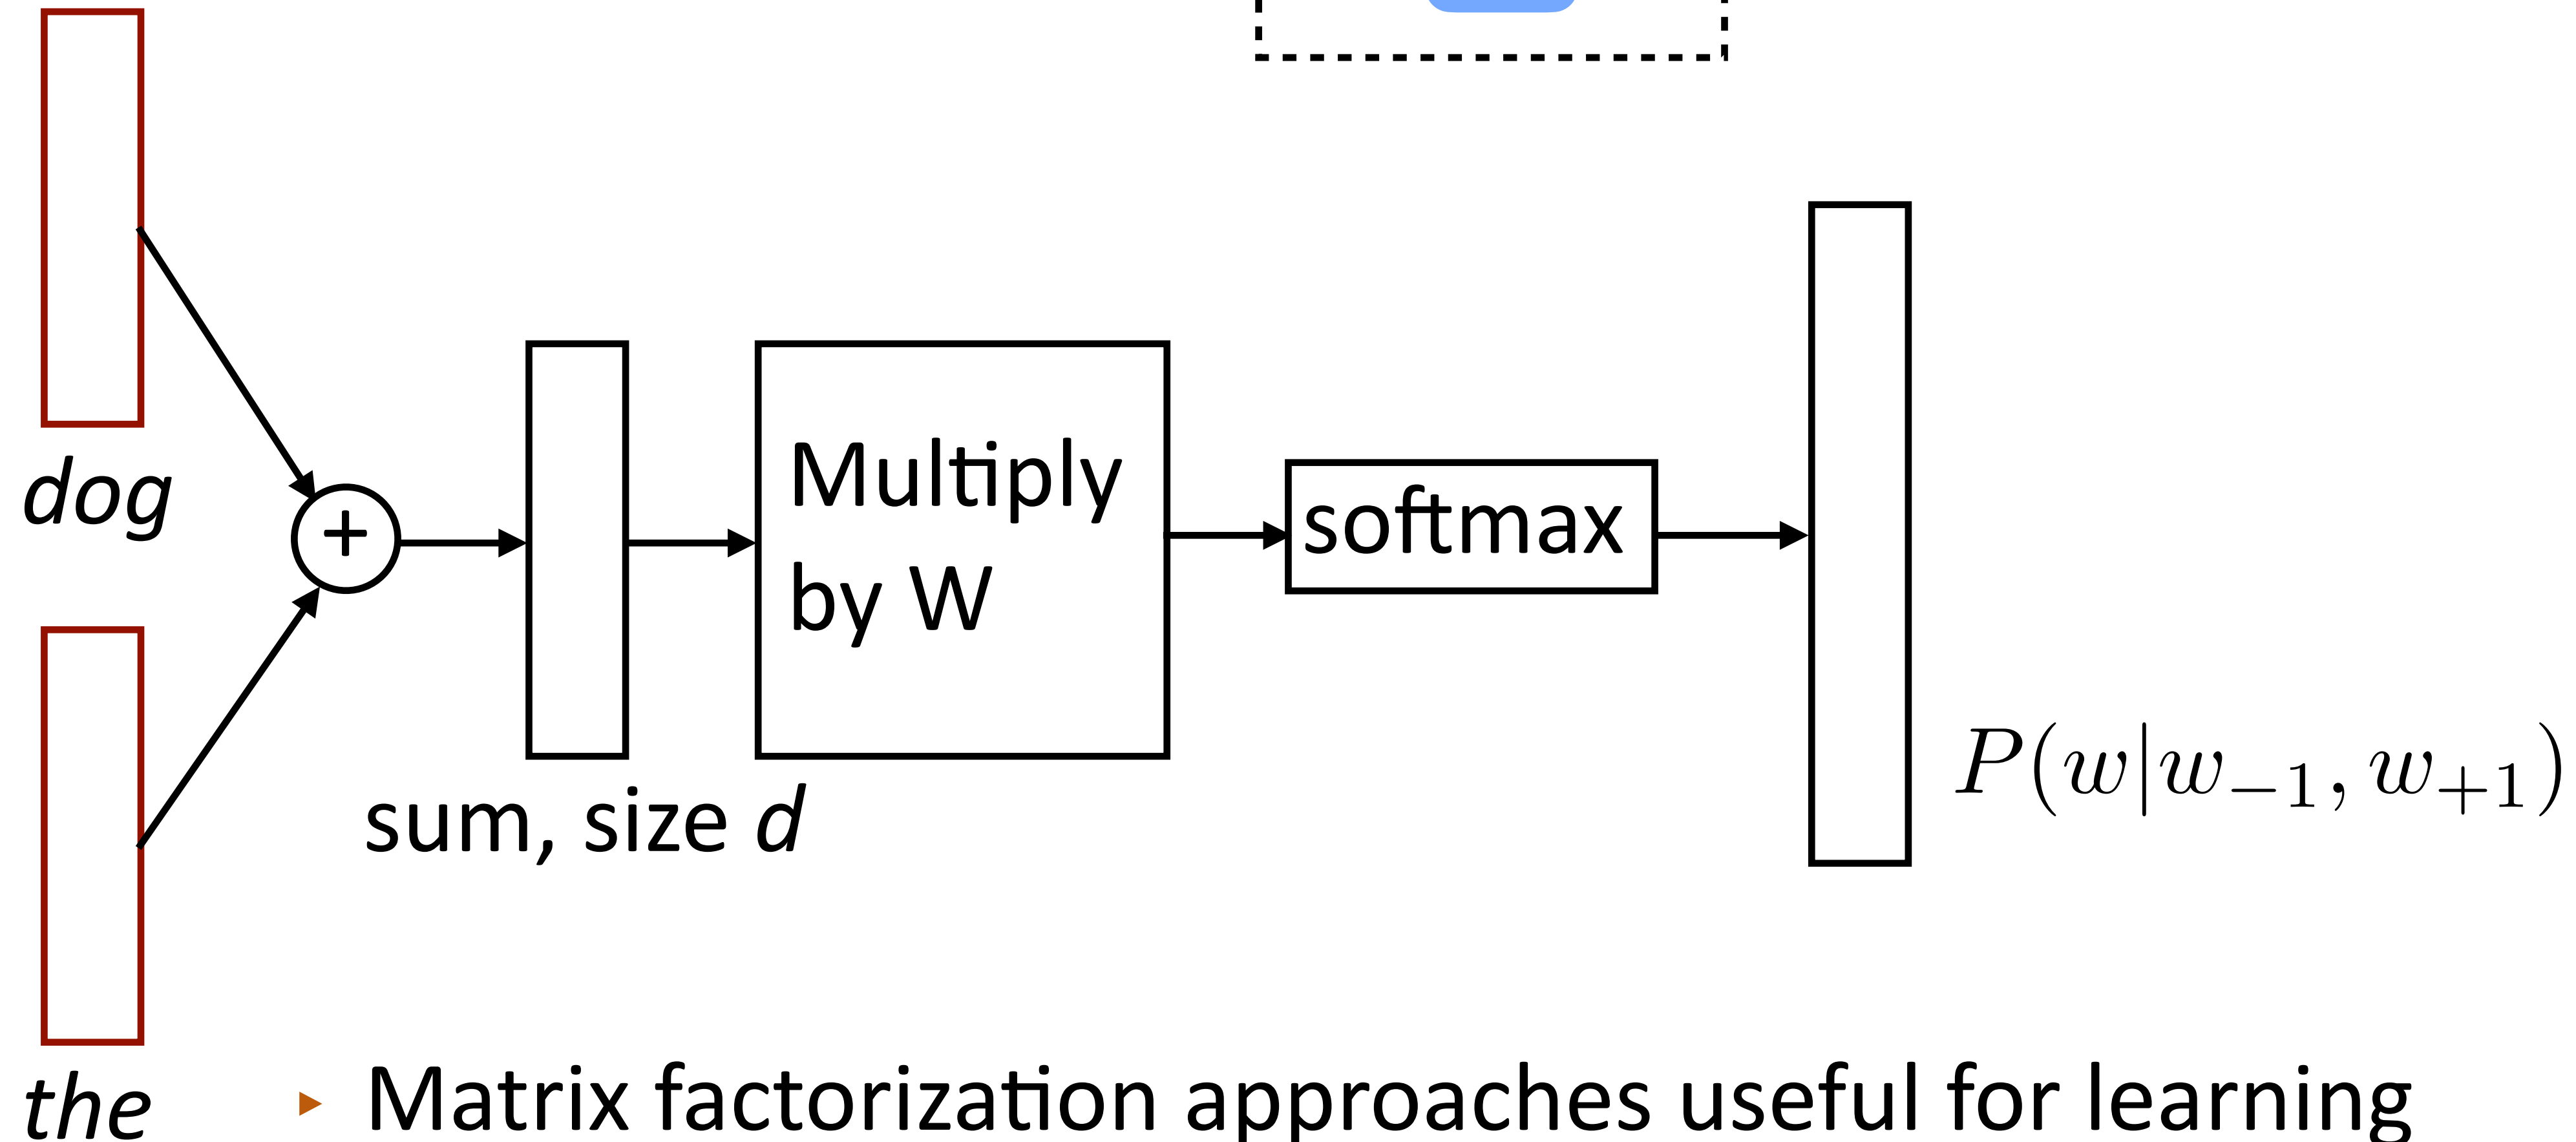 dog
+
Multiply
by W
softmax
sum, size d
P(w|w₋₁, w₊₁)
the
▸ Matrix factorization approaches useful for learning